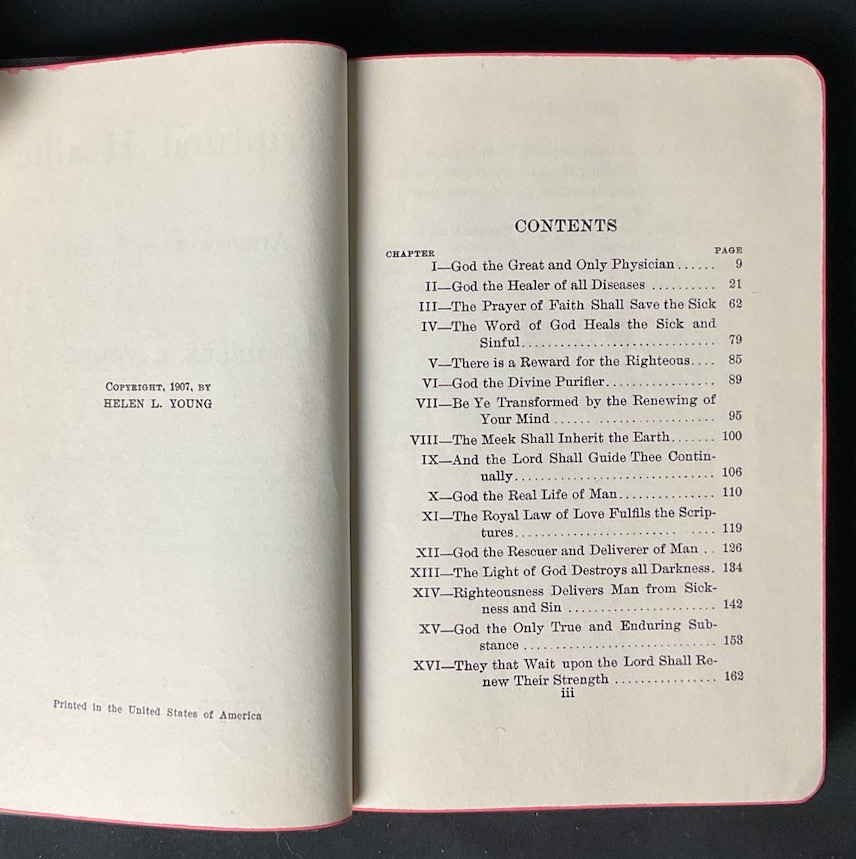 COPYRIGHT, 1907, BY
HELEN L. YOUNG
Printed in the United States of America
CONTENTS
CHAPTER PAGE
I—God the Great and Only Physician...... 9
II—God the Healer of all Diseases .......... 21
III—The Prayer of Faith Shall Save the Sick 62
IV—The Word of God Heals the Sick and
Sinful.............................. 79
V—There is a Reward for the Righteous.... 85
VI—God the Divine Purifier................ 89
VII—Be Ye Transformed by the Renewing of
Your Mind ...... ................. 95
VIII—The Meek Shall Inherit the Earth....... 100
IX—And the Lord Shall Guide Thee Contin-
ually............................... 106
X—God the Real Life of Man.............. 110
XI—The Royal Law of Love Fulfils the Scrip-
tures......................... .... 119
XII—God the Rescuer and Deliverer of Man .. 126
XIII—The Light of God Destroys all Darkness. 134
XIV—Righteousness Delivers Man from Sick-
ness and Sin ...................... 142
XV—God the Only True and Enduring Sub-
stance ............................. 153
XVI—They that Wait upon the Lord Shall Re-
new Their Strength ................ 162
iii